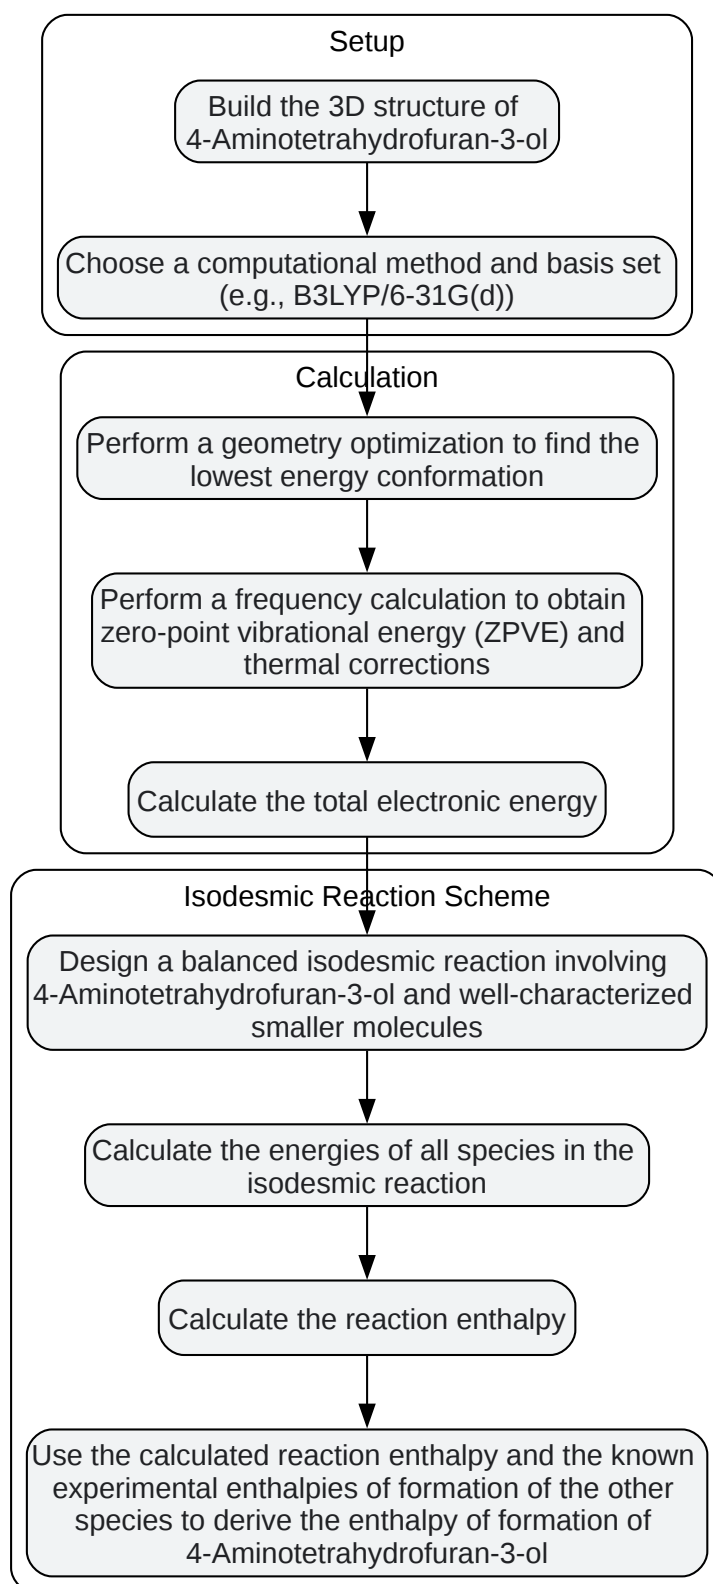 Setup
Build the 3D structure of
4-Aminotetrahydrofuran-3-ol
Choose a computational method and basis set
(e.g., B3LYP/6-31G(d))
Calculation
Perform a geometry optimization to find the
lowest energy conformation
Perform a frequency calculation to obtain
zero-point vibrational energy (ZPVE) and
thermal corrections
Calculate the total electronic energy
Isodesmic Reaction Scheme
Design a balanced isodesmic reaction involving
4-Aminotetrahydrofuran-3-ol and well-characterized
smaller molecules
Calculate the energies of all species in the
isodesmic reaction
Calculate the reaction enthalpy
Use the calculated reaction enthalpy and the known
experimental enthalpies of formation of the other
species to derive the enthalpy of formation of
4-Aminotetrahydrofuran-3-ol